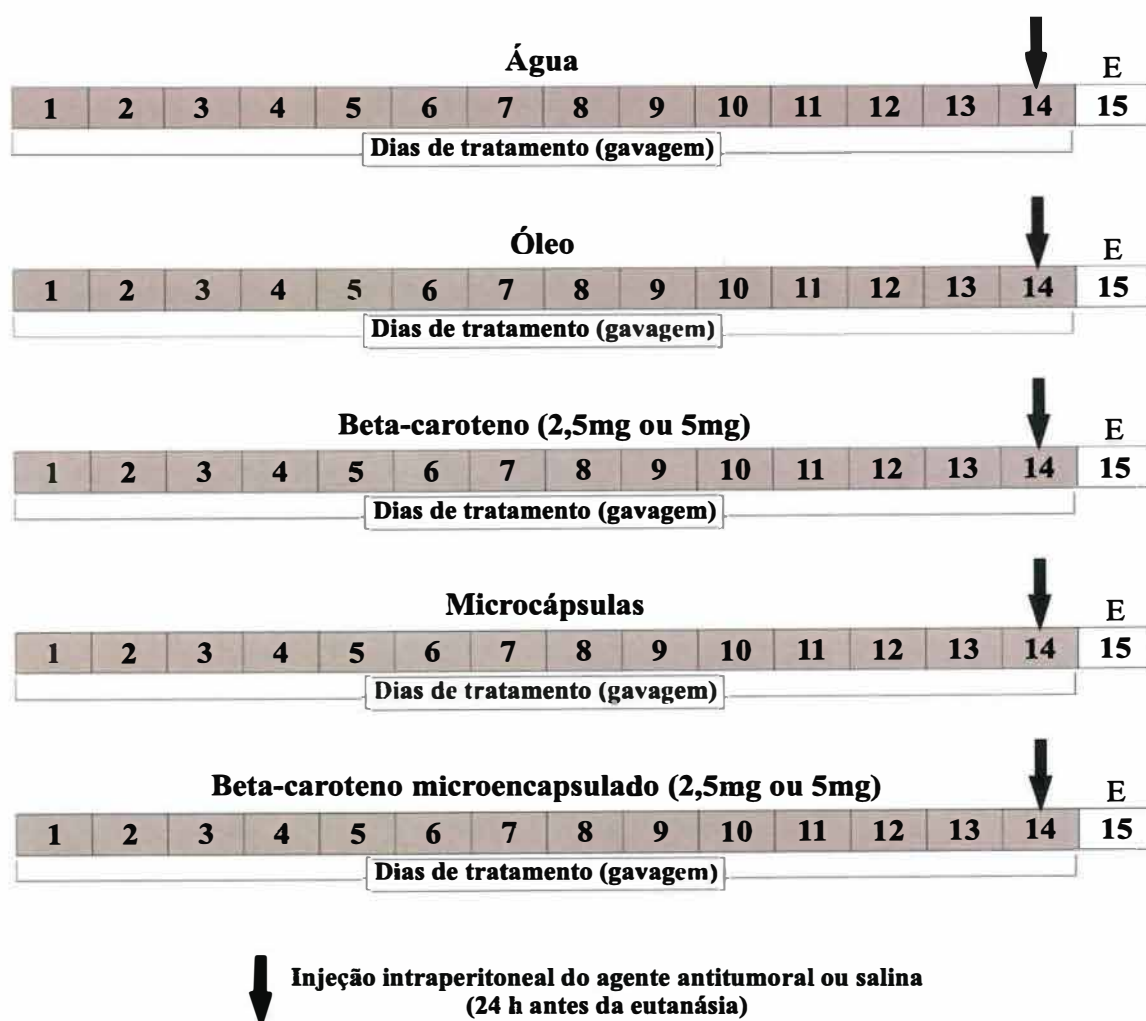 Água
E
1 2 3 4 5 6 7 8 9 10 11 12 13 14 15
Dias de tratamento (gavagem)
Óleo
E
1 2 3 4 5 6 7 8 9 10 11 12 13 14 15
Dias de tratamento (gavagem)
Beta-caroteno (2,5mg ou 5mg)
E
1 2 3 4 5 6 7 8 9 10 11 12 13 14 15
Dias de tratamento (gavagem)
Microcápsulas
E
1 2 3 4 5 6 7 8 9 10 11 12 13 14 15
Dias de tratamento (gavagem)
Beta-caroteno microencapsulado (2,5mg ou 5mg)
E
1 2 3 4 5 6 7 8 9 10 11 12 13 14 15
Dias de tratamento (gavagem)
Injeção intraperitoneal do agente antitumoral ou salina
(24 h antes da eutanásia)